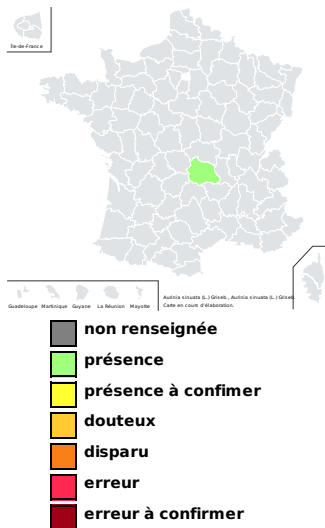 Île-de-France
Guadeloupe Martinique Guyane La Réunion Mayotte
Aurinia sinuata (L.) Griseb., Aurinia sinuata (L.) Griseb.
Carte en cours d'élaboration.
non renseignée
présence
présence à confimer
douteux
disparu
erreur
erreur à confirmer